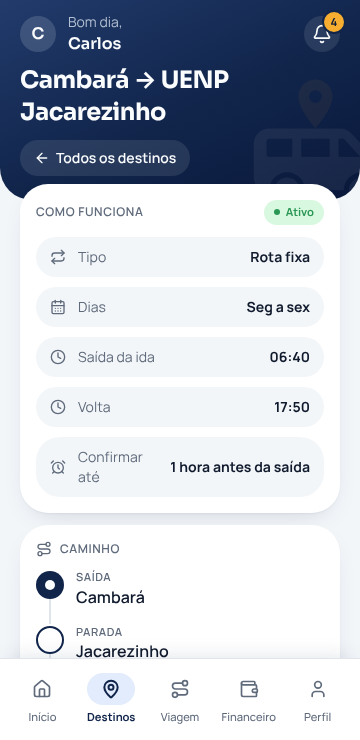 C
Bom dia,
Carlos
4
Cambará → UENP
Jacarezinho
← Todos os destinos
COMO FUNCIONA
Ativo
Tipo Rota fixa
Dias Seg a sex
Saída da ida 06:40
Volta 17:50
Confirmar
até
1 hora antes da saída
CAMINHO
SAÍDA
Cambará
PARADA
Jacarezinho
Início Destinos Viagem Financeiro Perfil